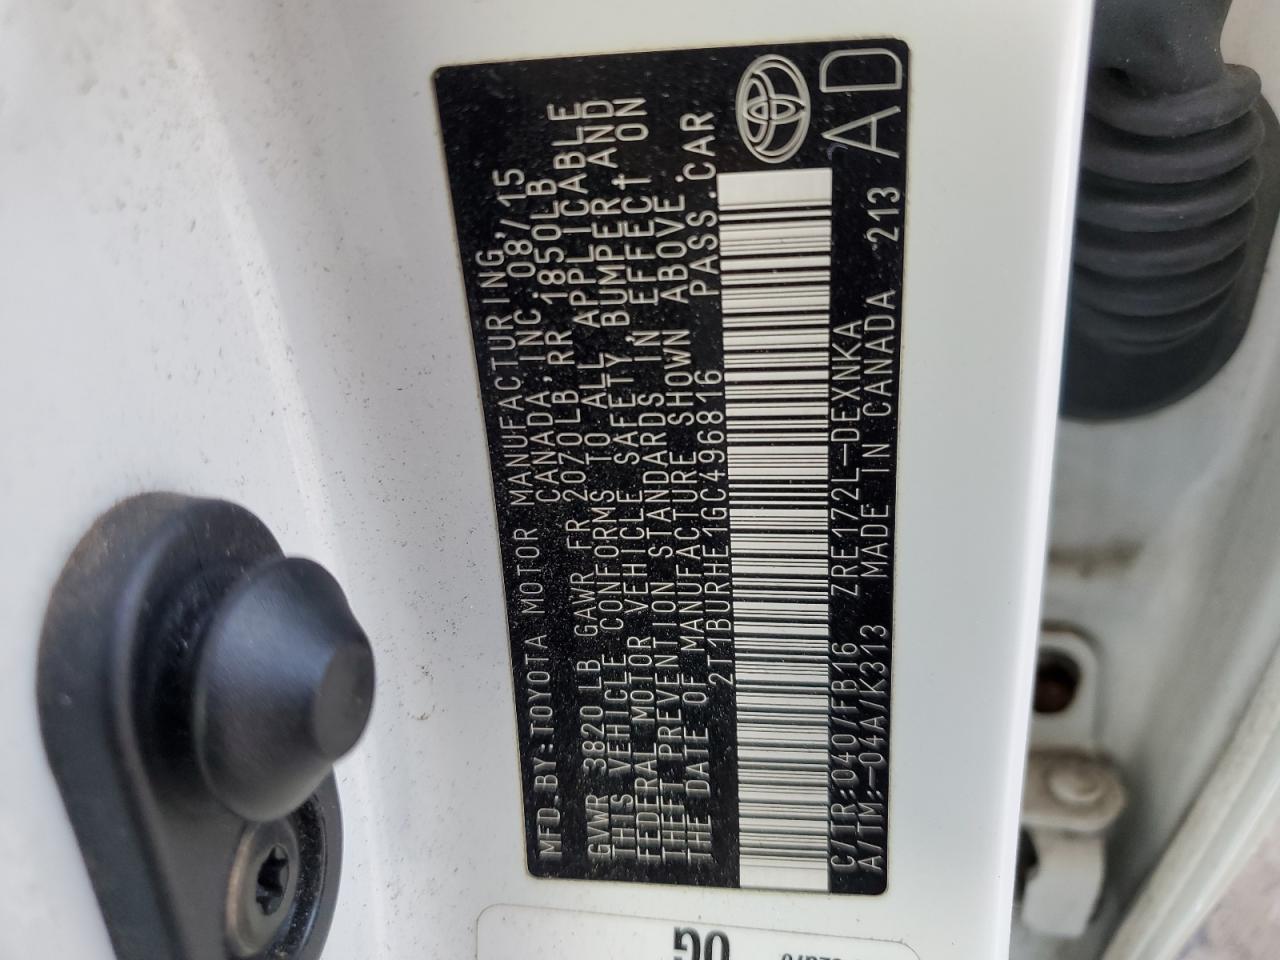 MFD.BY:TOYOTA MOTOR MANUFACTURING,
CANADA,INC.08/15
GVWR 3820 LB GAWR FR 2070LB,RR 1850LB
THIS VEHICLE CONFORMS TO ALL APPLICABLE
FEDERAL MOTOR VEHICLE SAFETY, BUMPER, AND
THEFT PREVENTION STANDARDS IN EFFECT ON
THE DATE OF MANUFACTURE SHOWN ABOVE.
2T1BURHE1GC496816 PASS.CAR
C/TR:040/FB16 ZRE172L-DEXNKA
A/TM:-04A/K313 MADE IN CANADA 213
AD